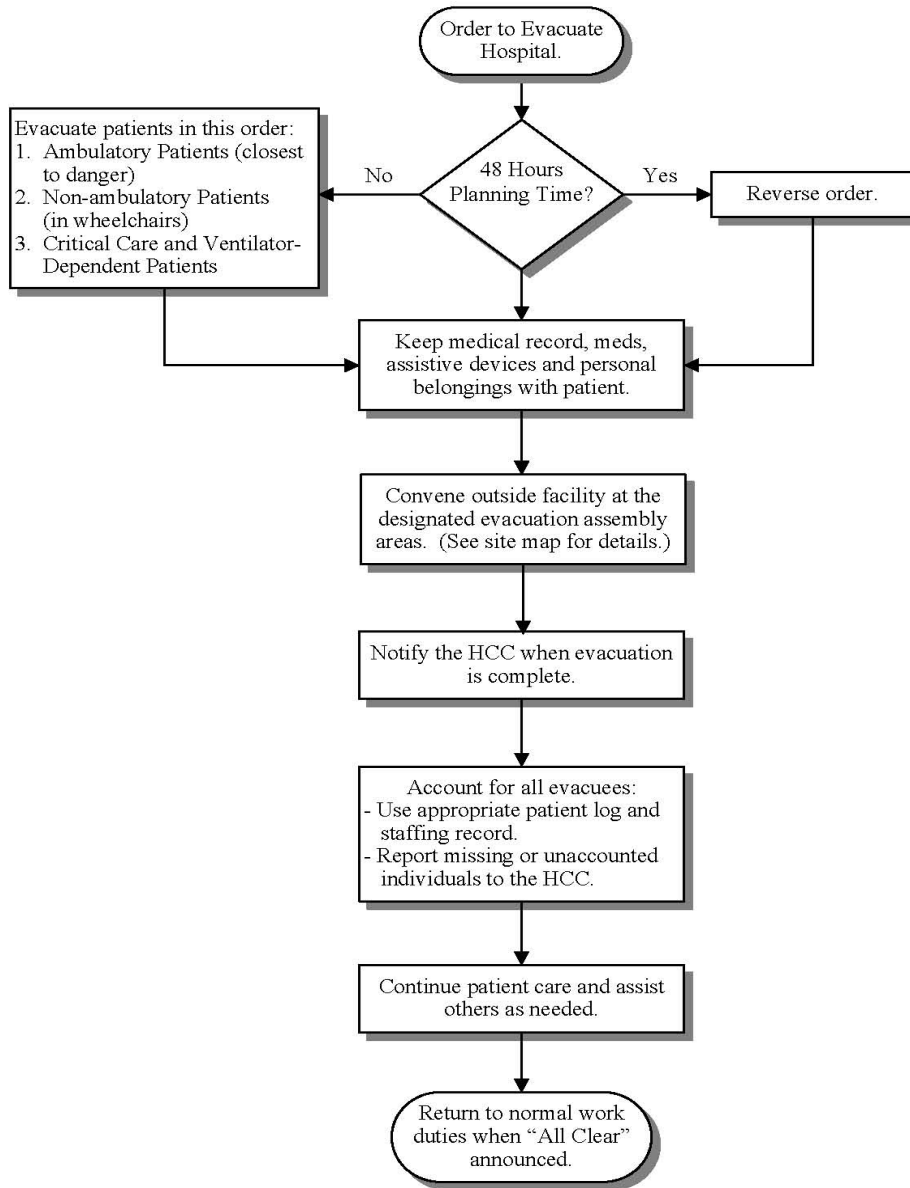 Order to Evacuate
Hospital.
48 Hours
Planning Time?
No
Yes
Evacuate patients in this order:
1. Ambulatory Patients (closest
to danger)
2. Non-ambulatory Patients
(in wheelchairs)
3. Critical Care and Ventilator-
Dependent Patients
Reverse order.
Keep medical record, meds,
assistive devices and personal
belongings with patient.
Convene outside facility at the
designated evacuation assembly
areas. (See site map for details.)
Notify the HCC when evacuation
is complete.
Account for all evacuees:
- Use appropriate patient log and
staffing record.
- Report missing or unaccounted
individuals to the HCC.
Continue patient care and assist
others as needed.
Return to normal work
duties when “All Clear”
announced.